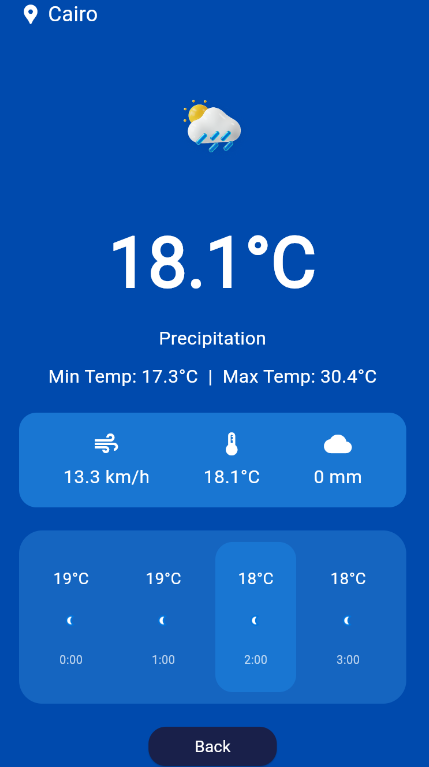 Cairo
18.1°C
Precipitation
Min Temp: 17.3°C | Max Temp: 30.4°C
13.3 km/h 18.1°C 0 mm
19°C 19°C 18°C 18°C
0:00 1:00 2:00 3:00
Back